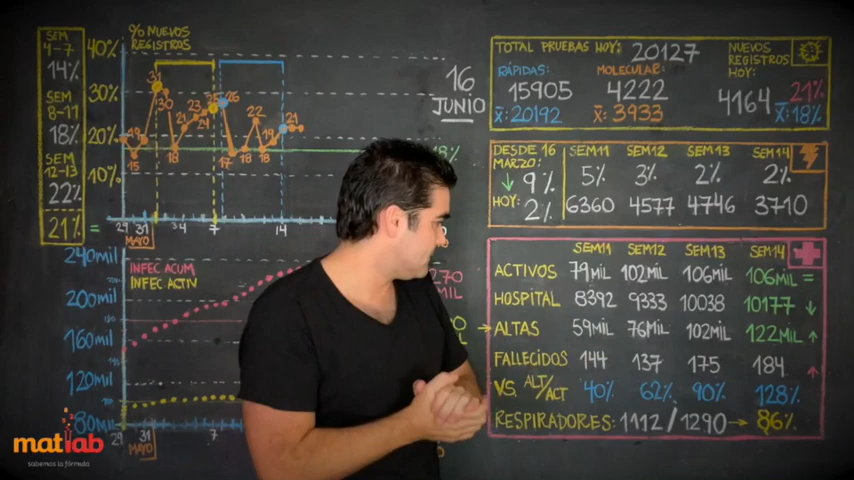 SEM
4-7
14%
SEM
8-11
18%
SEM
12-13
22%
21% =
% NUEVOS
REGISTROS
40%
30%
20%
10%
19 15 31 30 18 21 23 24 25 26 17 18 22 18 19 21
29 31 3 4 7 14
MAYO
16
JUNIO
TOTAL PRUEBAS HOY: 20127
RÁPIDAS:
15905
x̄: 20192
MOLECULAR:
4222
x̄: 3933
NUEVOS
REGISTROS
HOY:
4164
21%
x̄: 18%
DESDE 16
MARZO:
↓ 9%
HOY: 2%
SEM11 SEM12 SEM13 SEM14
5% 3% 2% 2%
6360 4577 4746 3710
240mil
200mil
160mil
120mil
80mil
INFEC ACUM
INFEC ACTIV
270
MIL
29 31 7
MAYO
SEM11 SEM12 SEM13 SEM14
ACTIVOS 79MIL 102MIL 106MIL 106MIL =
HOSPITAL 8392 9333 10038 10177 ↓
→ ALTAS 59MIL 76MIL 102MIL 122MIL ↑
FALLECIDOS 144 137 175 184 ↑
VS. ALT/ACT 40% 62% 90% 128%
RESPIRADORES: 1112 / 1290 → 86%
matlab
sabemos la fórmula